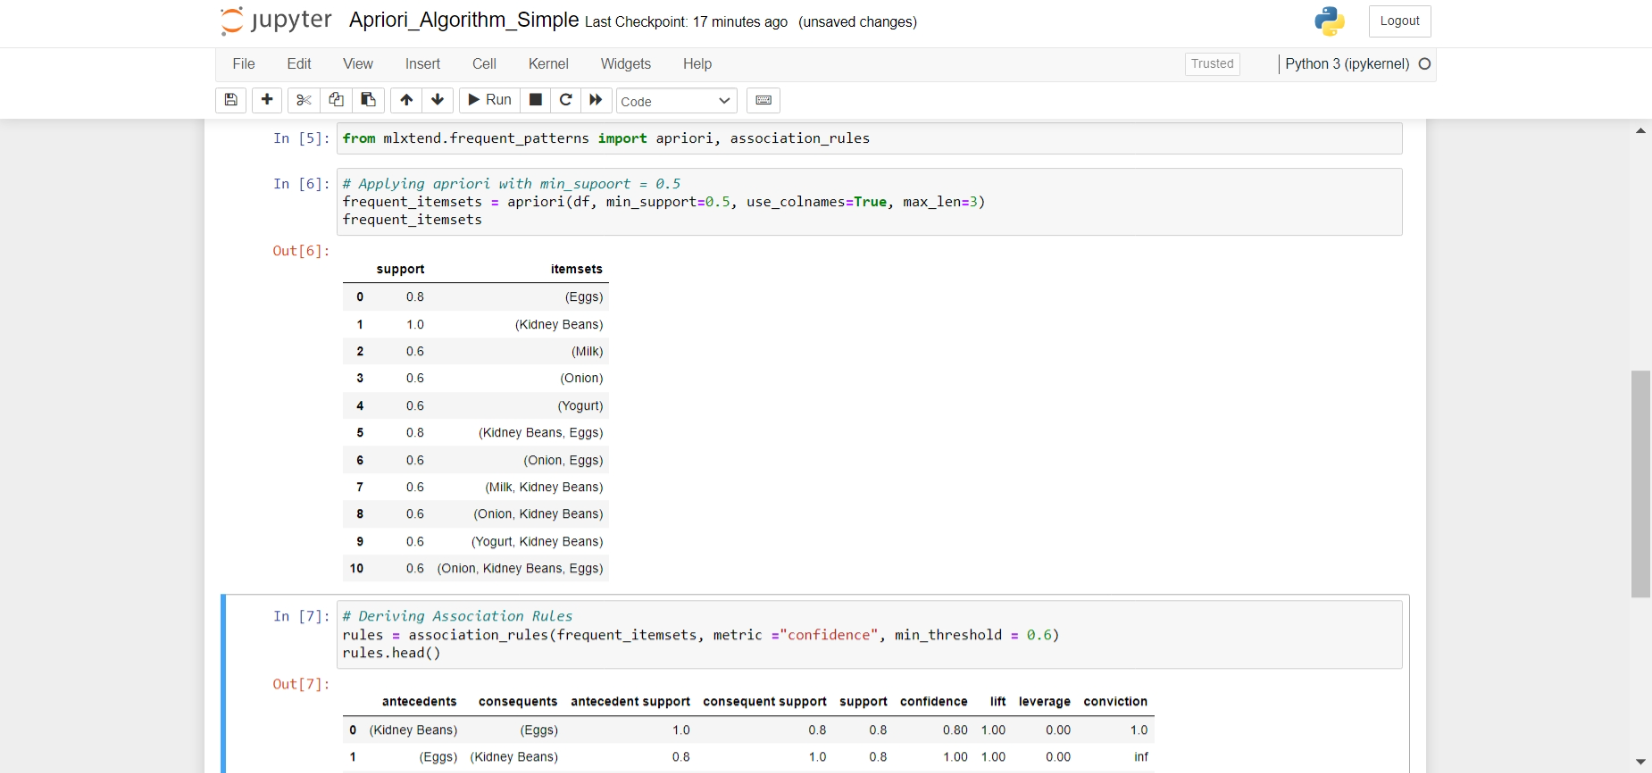 jupyter Apriori_Algorithm_Simple Last Checkpoint: 17 minutes ago (unsaved changes) Logout
File Edit View Insert Cell Kernel Widgets Help Trusted Python 3 (ipykernel)
Run Code
In [5]: from mlxtend.frequent_patterns import apriori, association_rules
In [6]: # Applying apriori with min_supoort = 0.5
frequent_itemsets = apriori(df, min_support=0.5, use_colnames=True, max_len=3)
frequent_itemsets
Out[6]:
support itemsets
0 0.8 (Eggs)
1 1.0 (Kidney Beans)
2 0.6 (Milk)
3 0.6 (Onion)
4 0.6 (Yogurt)
5 0.8 (Kidney Beans, Eggs)
6 0.6 (Onion, Eggs)
7 0.6 (Milk, Kidney Beans)
8 0.6 (Onion, Kidney Beans)
9 0.6 (Yogurt, Kidney Beans)
10 0.6 (Onion, Kidney Beans, Eggs)
In [7]: # Deriving Association Rules
rules = association_rules(frequent_itemsets, metric ="confidence", min_threshold = 0.6)
rules.head()
Out[7]:
antecedents consequents antecedent support consequent support support confidence lift leverage conviction
0 (Kidney Beans) (Eggs) 1.0 0.8 0.8 0.80 1.00 0.00 1.0
1 (Eggs) (Kidney Beans) 0.8 1.0 0.8 1.00 1.00 0.00 inf